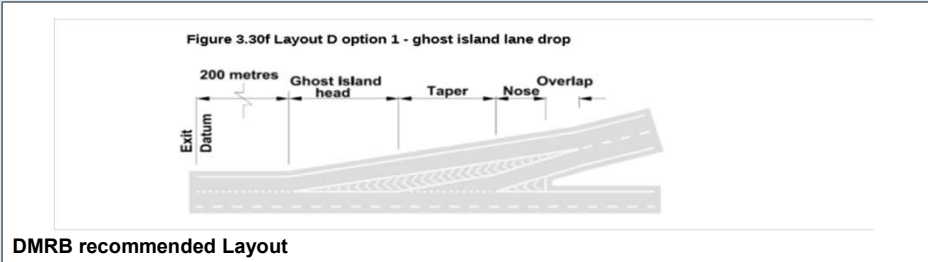 Figure 3.30f Layout D option 1 - ghost island lane drop
200 metres
Ghost Island
head
Taper
Nose
Overlap
Exit
Datum
DMRB recommended Layout